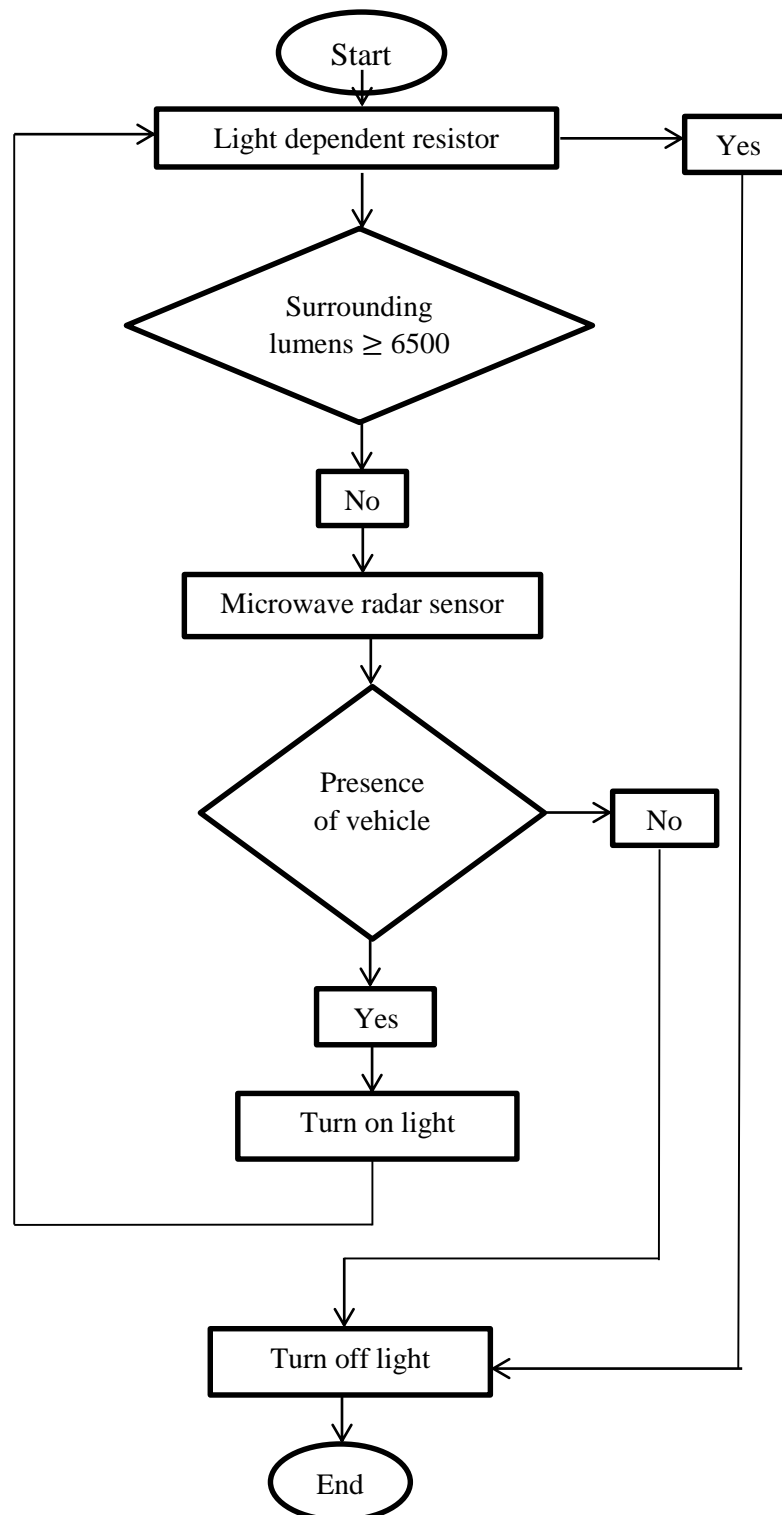 Start
Light dependent resistor
Yes
Surrounding
lumens ≥ 6500
No
Microwave radar sensor
Presence
of vehicle
No
Yes
Turn on light
Turn off light
End